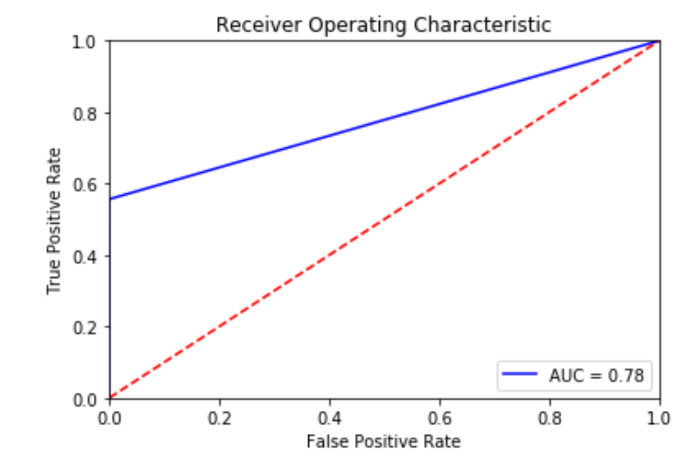 Receiver Operating Characteristic
1.0
0.8
0.6
0.4
0.2
0.0
True Positive Rate
AUC = 0.78
0.0 0.2 0.4 0.6 0.8 1.0
False Positive Rate